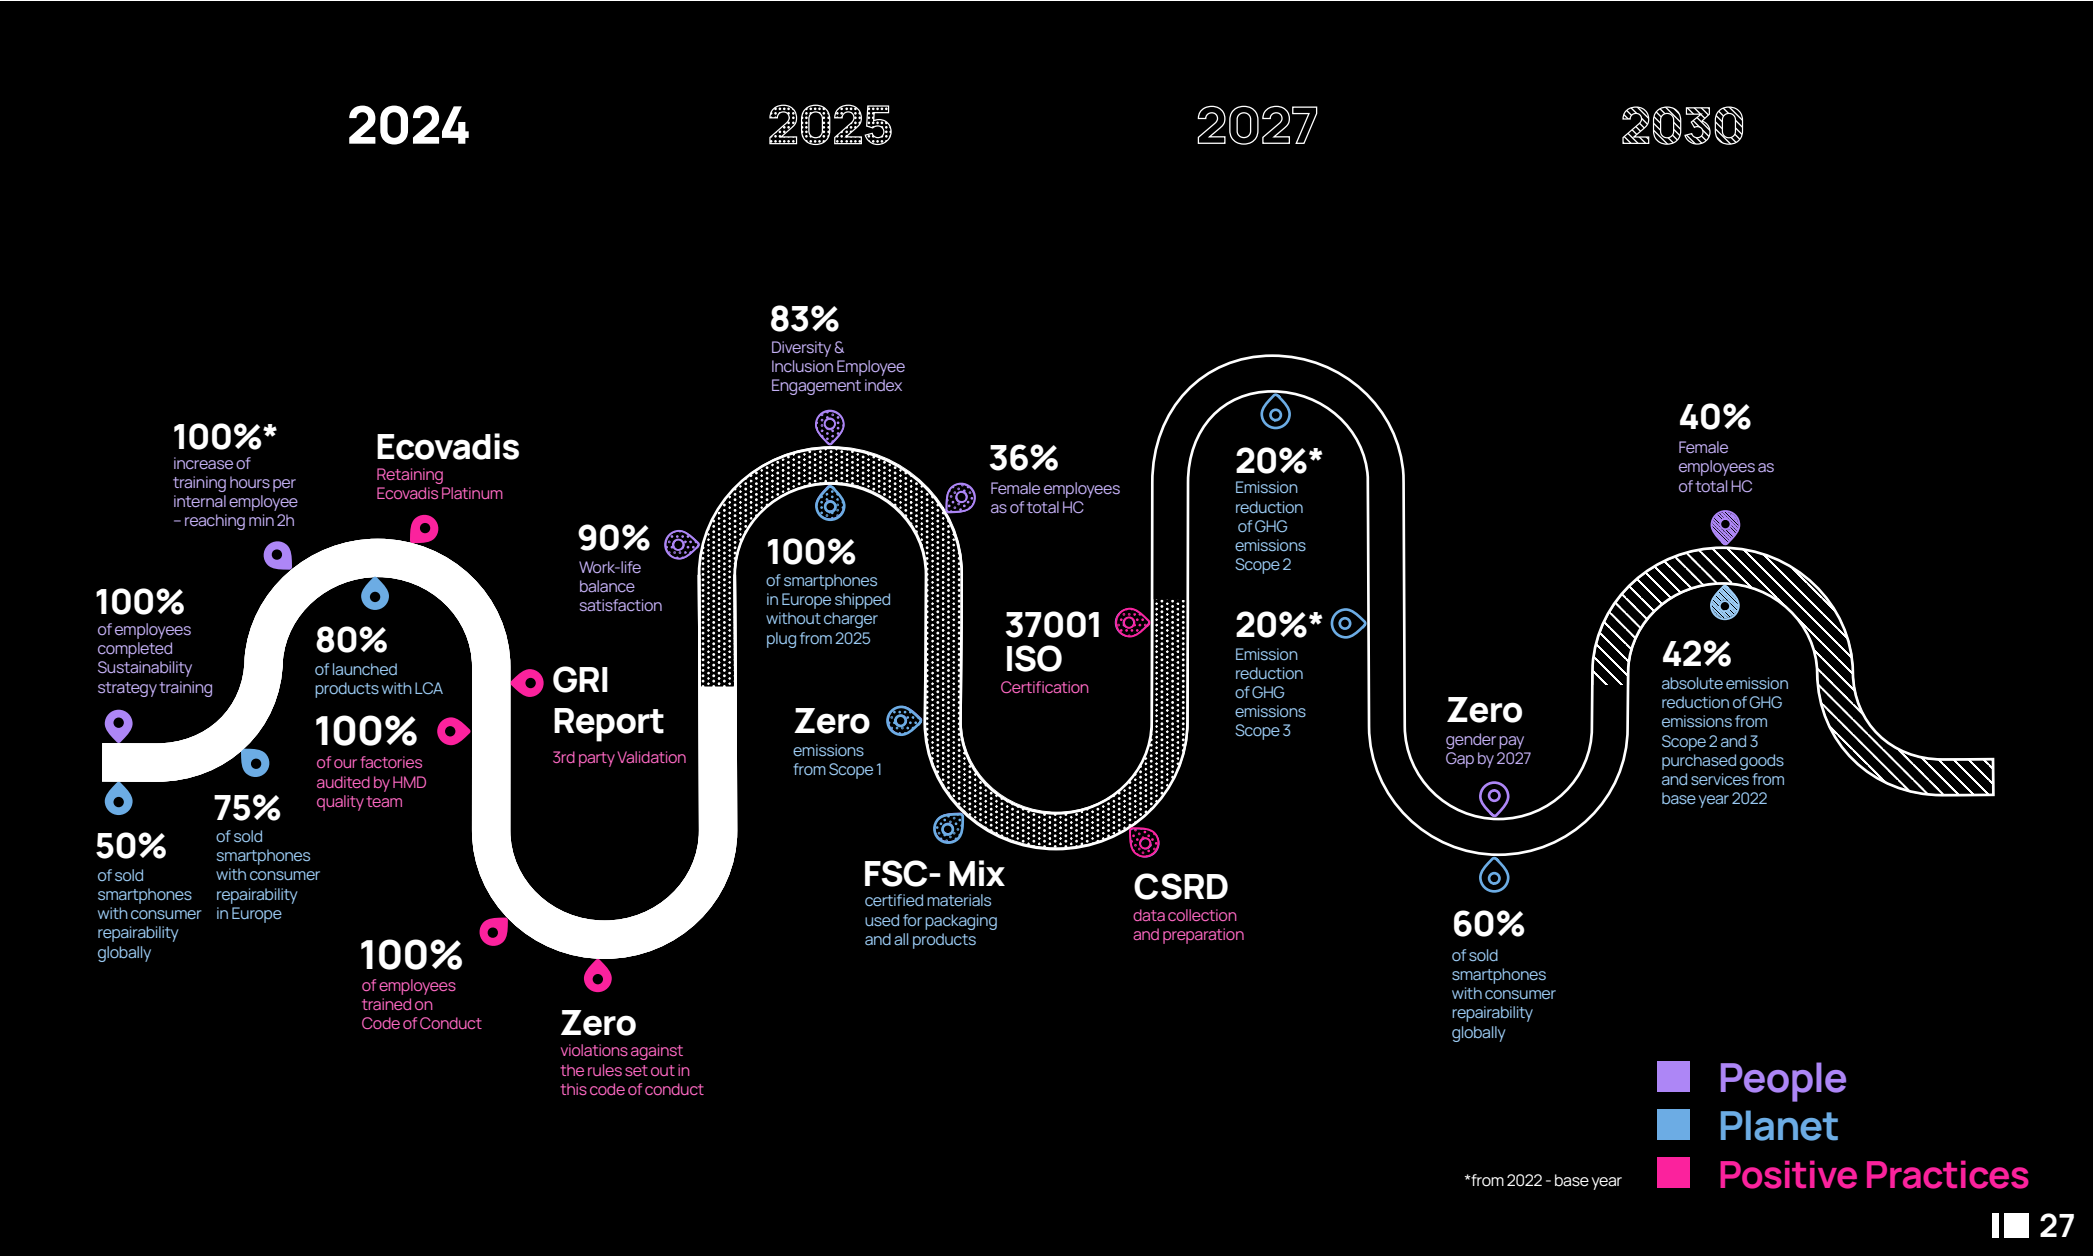 2024
2025
2027
2030
100%
of employees
completed
Sustainability
strategy training
50%
of sold
smartphones
with consumer
repairability
globally
100%*
increase of
training hours per
internal employee
– reaching min 2h
75%
of sold
smartphones
with consumer
repairability
in Europe
Ecovadis
Retaining
Ecovadis Platinum
80%
of launched
products with LCA
100%
of our factories
audited by HMD
quality team
GRI
Report
3rd party Validation
100%
of employees
trained on
Code of Conduct
Zero
violations against
the rules set out in
this code of conduct
90%
Work-life
balance
satisfaction
83%
Diversity &
Inclusion Employee
Engagement index
100%
of smartphones
in Europe shipped
without charger
plug from 2025
36%
Female employees
as of total HC
Zero
emissions
from Scope 1
FSC- Mix
certified materials
used for packaging
and all products
CSRD
data collection
and preparation
37001
ISO
Certification
20%*
Emission
reduction
of GHG
emissions
Scope 2
20%*
Emission
reduction
of GHG
emissions
Scope 3
Zero
gender pay
Gap by 2027
60%
of sold
smartphones
with consumer
repairability
globally
40%
Female
employees as
of total HC
42%
absolute emission
reduction of GHG
emissions from
Scope 2 and 3
purchased goods
and services from
base year 2022
People
Planet
Positive Practices
*from 2022 - base year
27